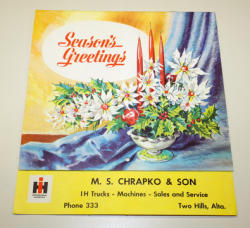 Season's
Greetings
M. S. CHRAPKO & SON
IH Trucks - Machines - Sales and Service
Phone 333 Two Hills, Alta.